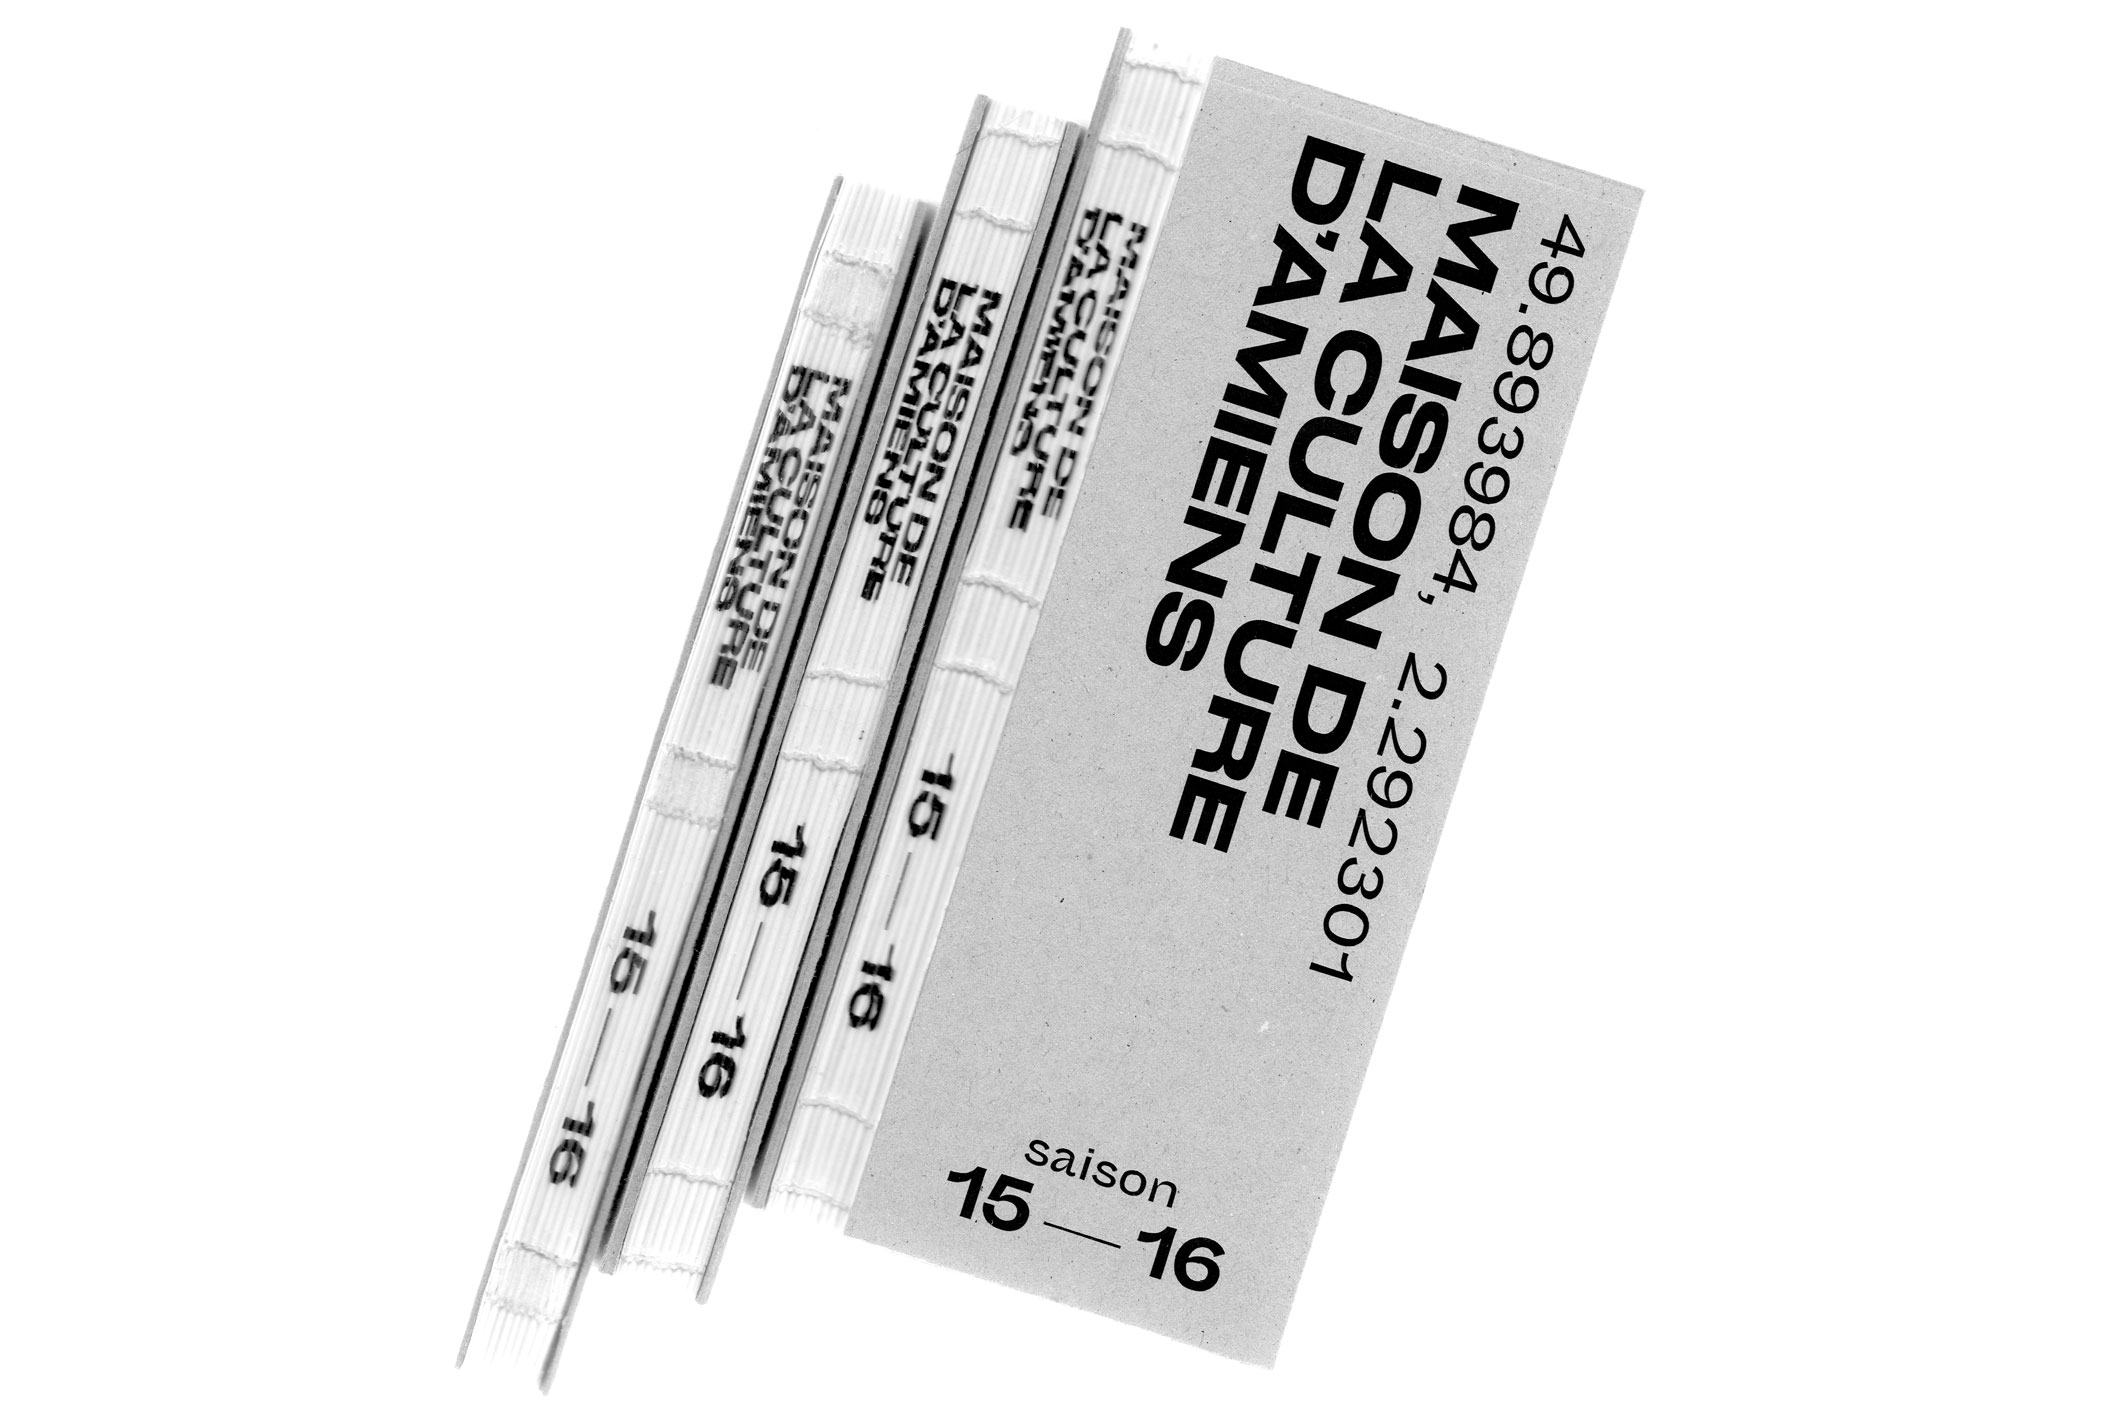 MAISON DE
LA CULTURE
D'AMIENS
15 — 16
MAISON DE
LA CULTURE
D'AMIENS
15 — 16
MAISON DE
LA CULTURE
D'AMIENS
15 — 16
49.893984, 2.292301
MAISON DE
LA CULTURE
D'AMIENS
saison
15 — 16